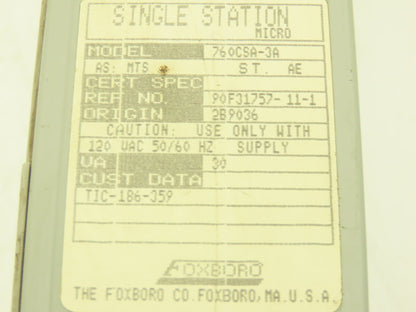 SINGLE STATION
MICRO
MODEL 760CSA-3A
AS: MTS ST. AE
CERT SPEC
REF NO. 90F31757-11-1
ORIGIN 2B9036
CAUTION: USE ONLY WITH
120 VAC 50/60 HZ SUPPLY
VA 30
CUST DATA
TIC-186-359
FOXBORO
THE FOXBORO CO. FOXBORO, MA. U.S.A.